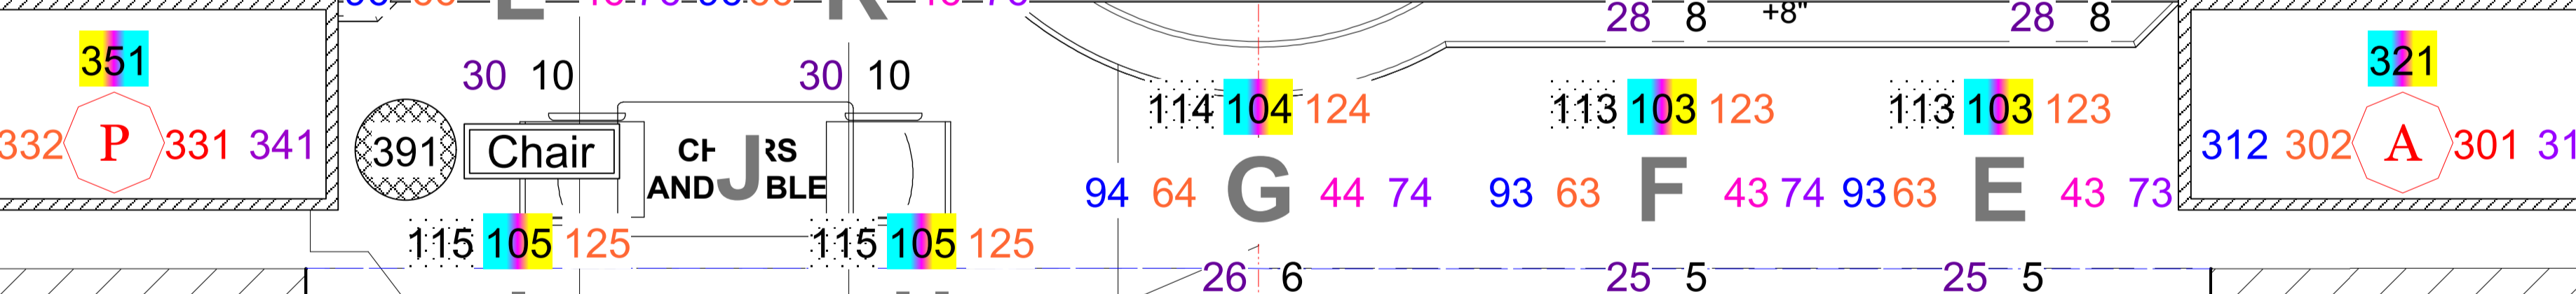 28 8 +8" 28 8
351 30 10 30 10 321
114 104 124 113 103 123 113 103 123
332 P 331 341 391 Chair J 312 302 A 301 31
AND
94 64 G 44 74 93 63 F 43 74 93 63 E 43 73
115 105 125 115 105 125
26 6 25 5 25 5